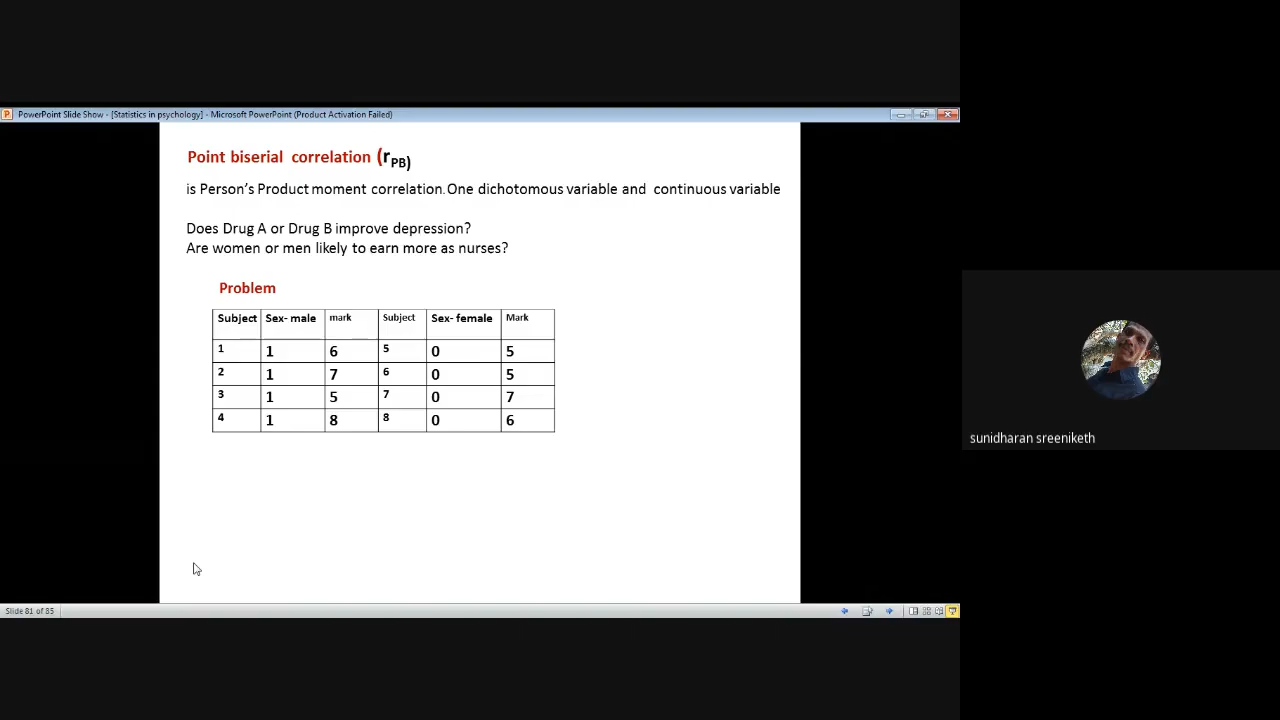 PowerPoint Slide Show - [Statistics in psychology] - Microsoft PowerPoint (Product Activation Failed)
Point biserial correlation (rPB)
is Person's Product moment correlation. One dichotomous variable and continuous variable
Does Drug A or Drug B improve depression?
Are women or men likely to earn more as nurses?
Problem
Subject Sex- male mark Subject Sex- female Mark
1 1 6 5 0 5
2 1 7 6 0 5
3 1 5 7 0 7
4 1 8 8 0 6
sunidharan sreeniketh
Slide 81 of 85